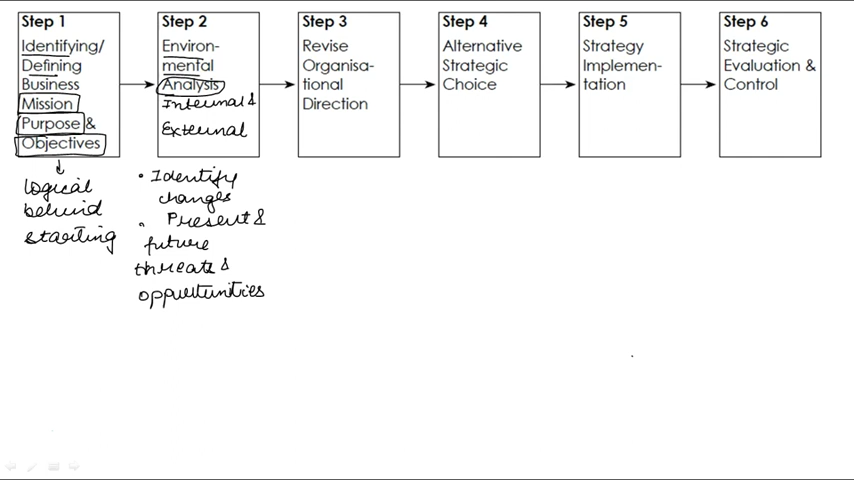 Step 1
Identifying/
Defining
Business
Mission
Purpose &
Objectives
logical
behind
starting
Step 2
Environ-
mental
Analysis
Internal &
External
• Identify
changes
• Present &
future
threats &
opportunities
Step 3
Revise
Organisa-
tional
Direction
Step 4
Alternative
Strategic
Choice
Step 5
Strategy
Implemen-
tation
Step 6
Strategic
Evaluation &
Control